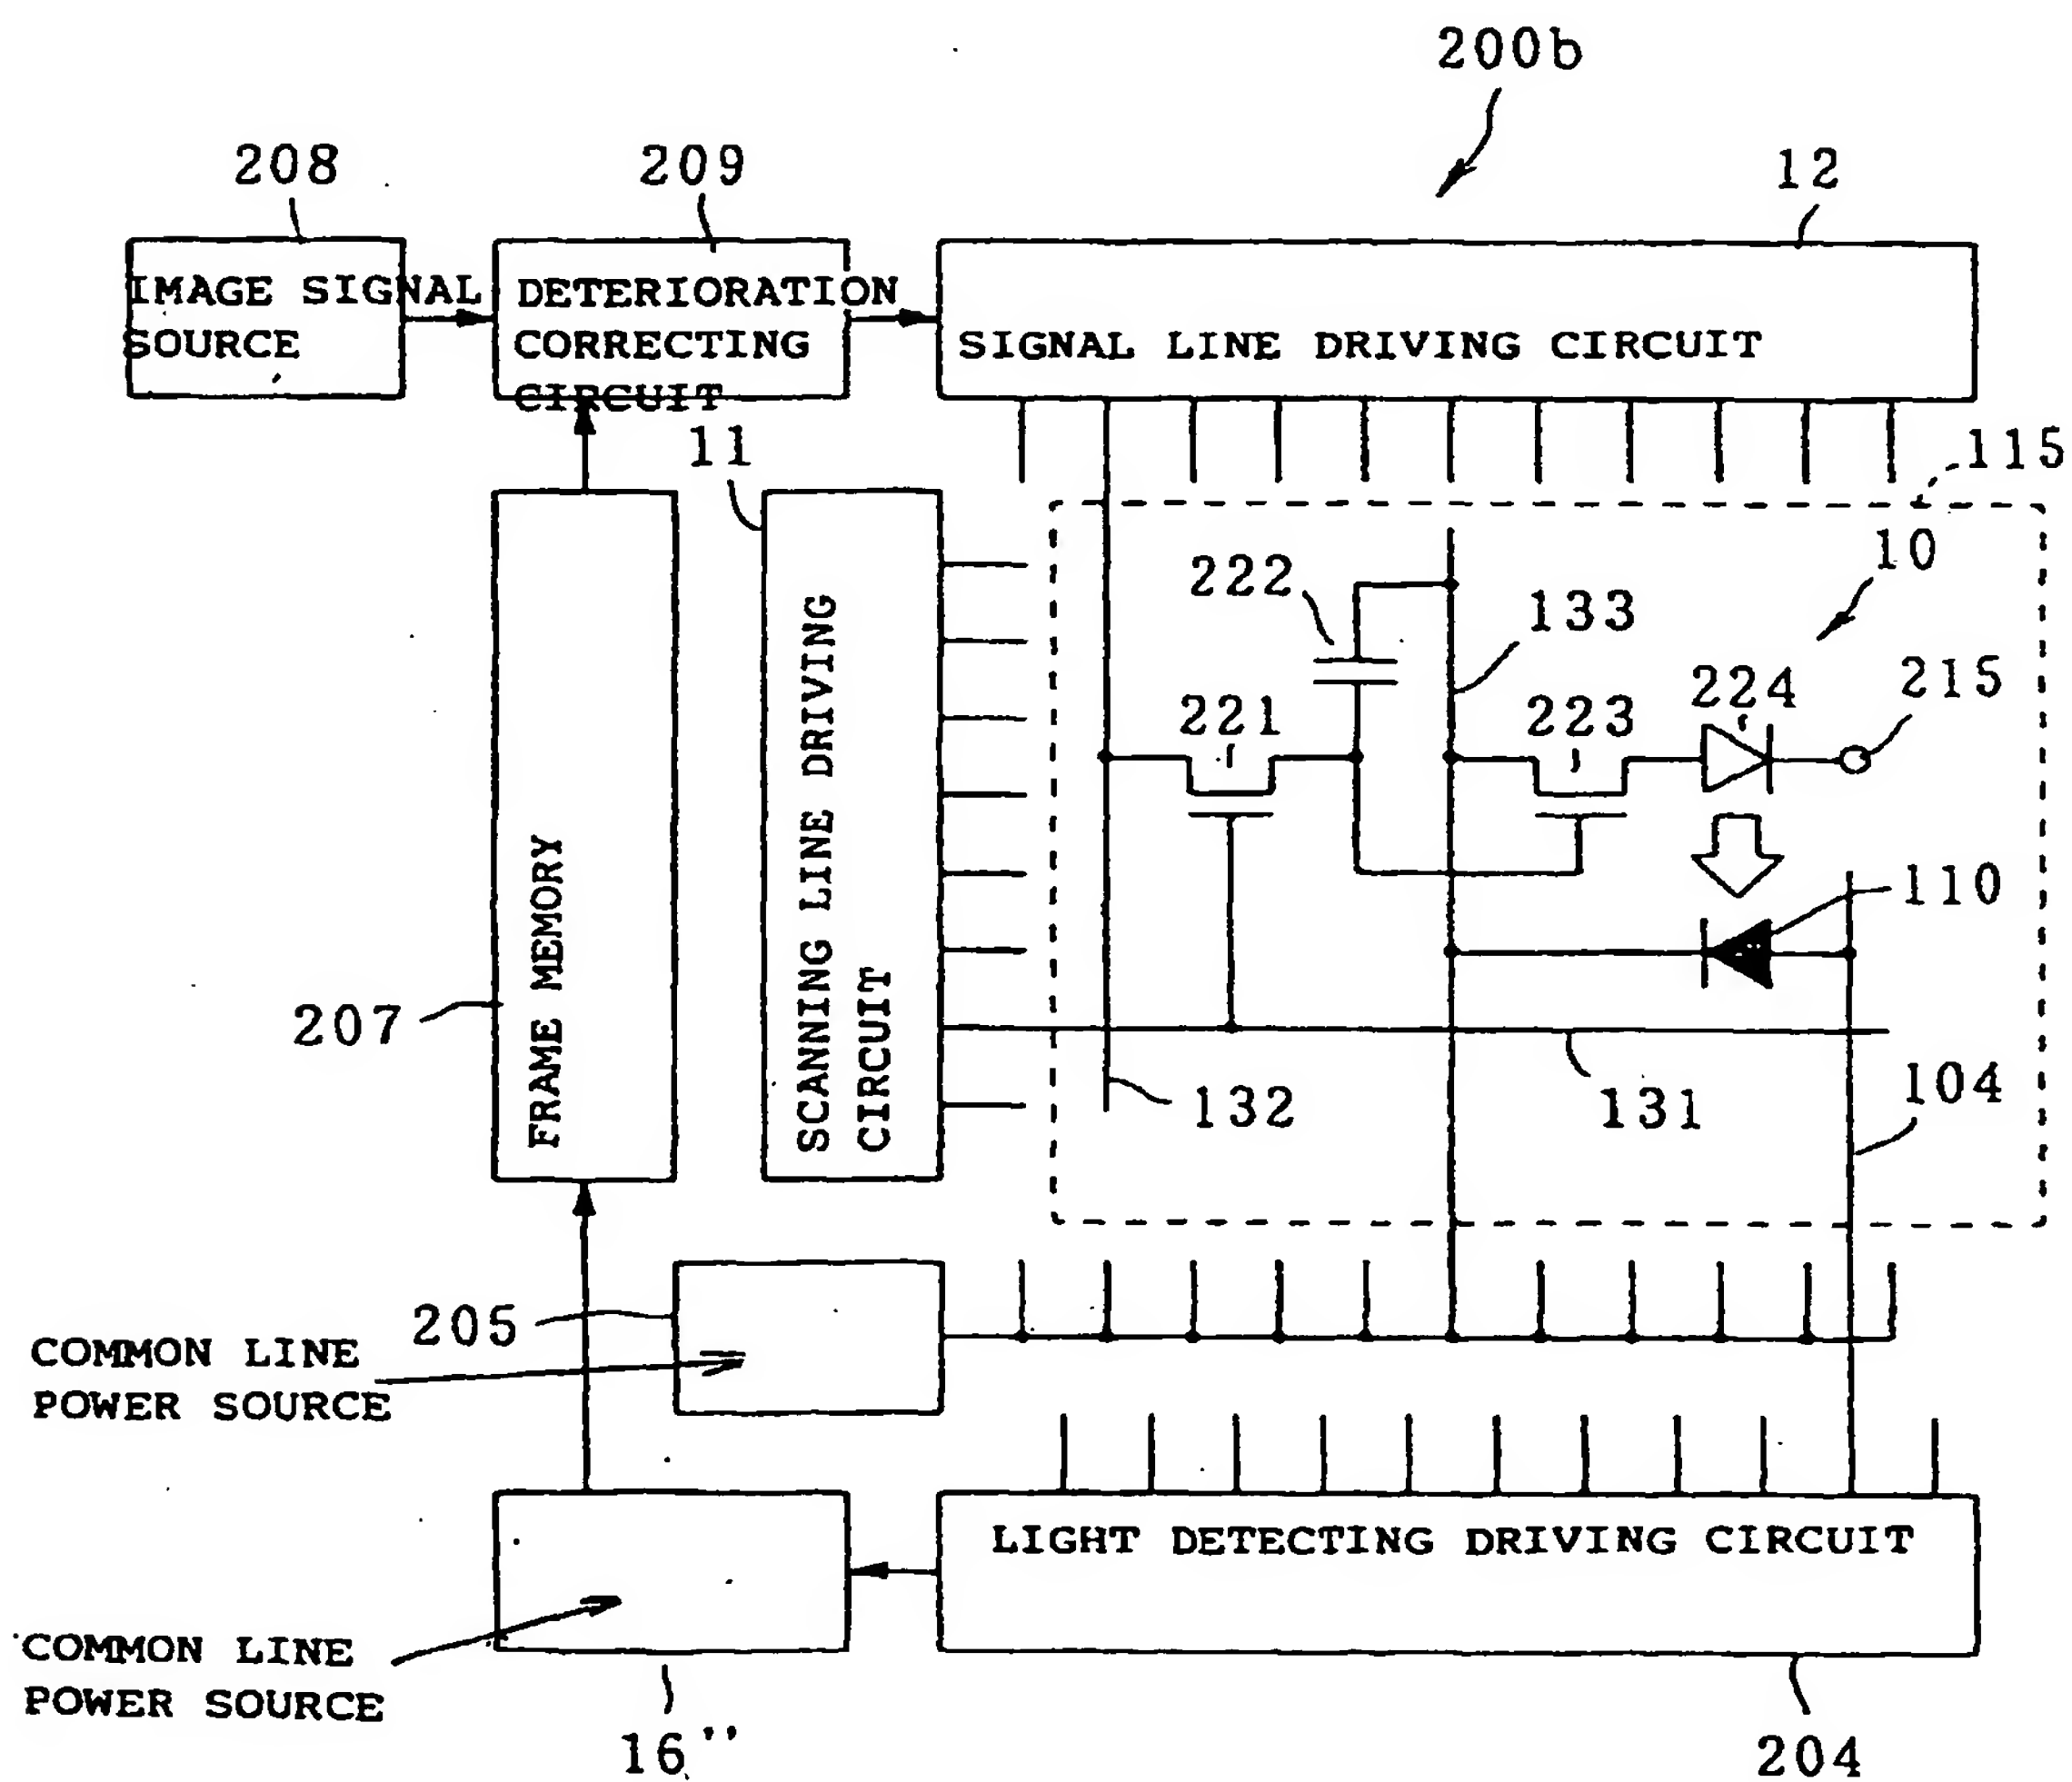 200b
208
209
12
IMAGE SIGNAL
SOURCE
DETERIORATION
CORRECTING
CIRCUIT
SIGNAL LINE DRIVING CIRCUIT
11
115
10
222
133
224
215
221
223
110
FRAME MEMORY
SCANNING LINE DRIVING
CIRCUIT
207
132
131
104
205
COMMON LINE
POWER SOURCE
LIGHT DETECTING DRIVING CIRCUIT
COMMON LINE
POWER SOURCE
16"
204